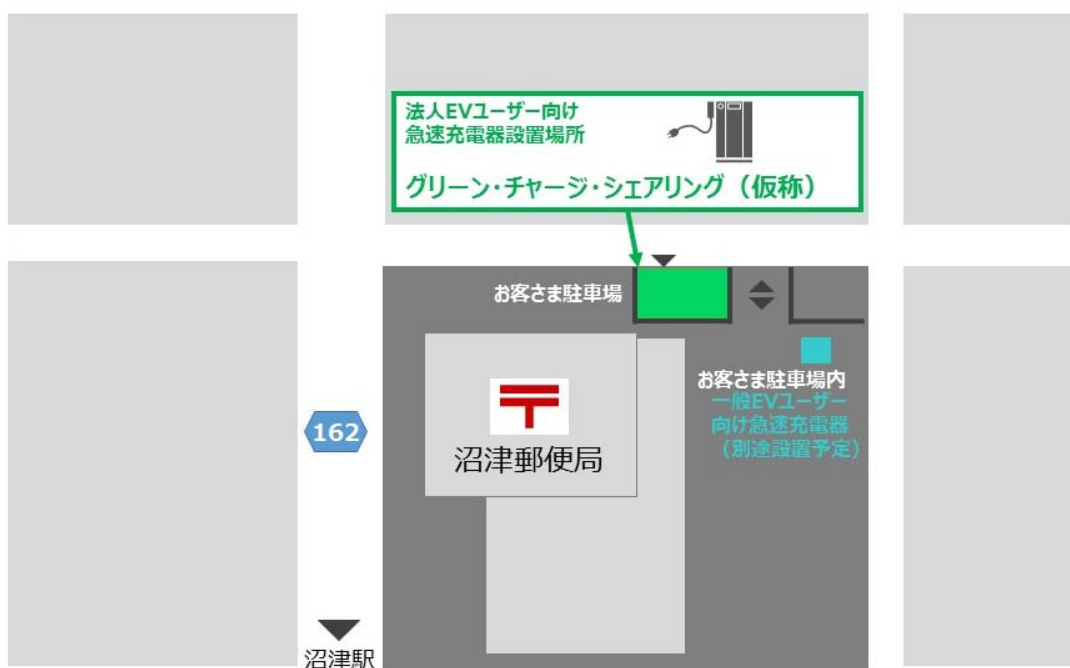 法人EVユーザー向け
急速充電器設置場所
グリーン・チャージ・シェアリング（仮称）
お客さま駐車場
お客さま駐車場内
一般EVユーザー
向け急速充電器
（別途設置予定）
〒
沼津郵便局
162
沼津駅